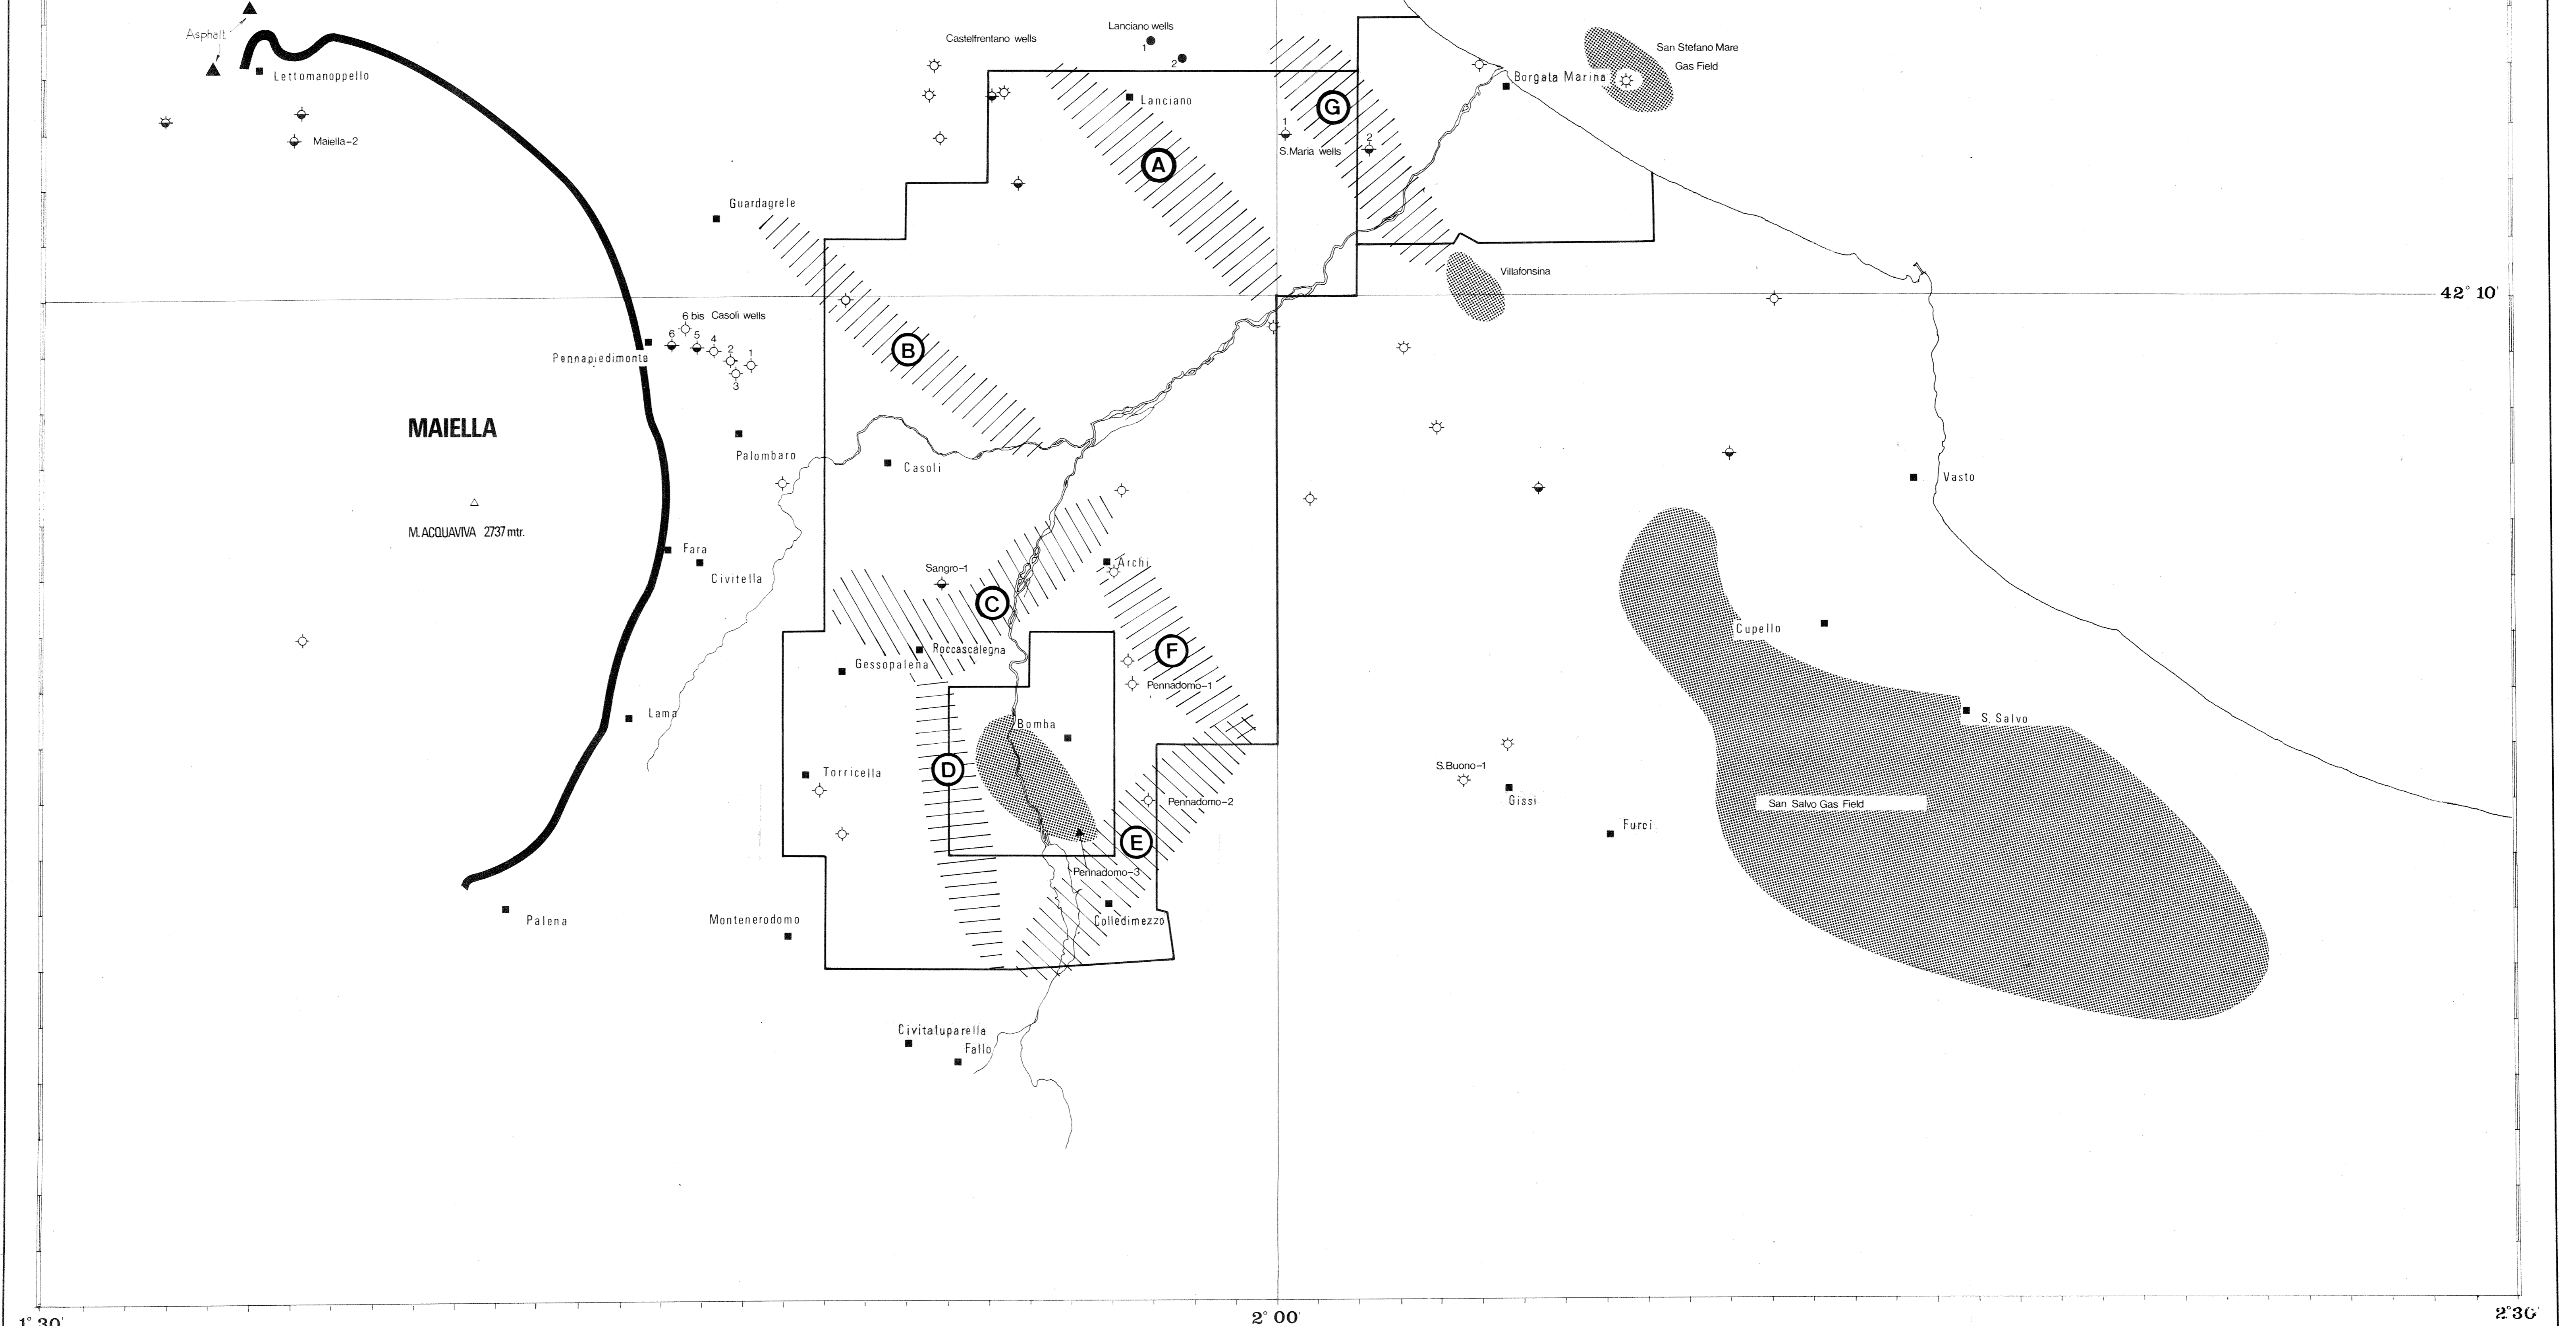 Asphalt
Lettomanoppello
Maiella-2
Castelfrentano wells
Lanciano wells
1
2
Lanciano
G
A
1
2
S.Maria wells
Borgata Marina
San Stefano Mare
Gas Field
Guardagrele
Villafonsina
42° 10'
6 bis Casoli wells
6
5
4
2
1
3
Pennapiedimonte
B
MAIELLA
Palombaro
Casoli
Vasto
M. ACQUAVIVA 2737 mtr.
Fara
Civitella
Sangro-1
Archi
C
Cupello
Roccascalegna
Gessopalena
F
Pennadomo-1
Lama
Bomba
S. Salvo
D
Torricella
S.Buono-1
Gissi
Pennadomo-2
San Salvo Gas Field
Furci
E
Pennadomo-3
Palena
Montenerodomo
Colledimezzo
Civitaluparella
Fallo
1° 30'
2° 00'
2°30'